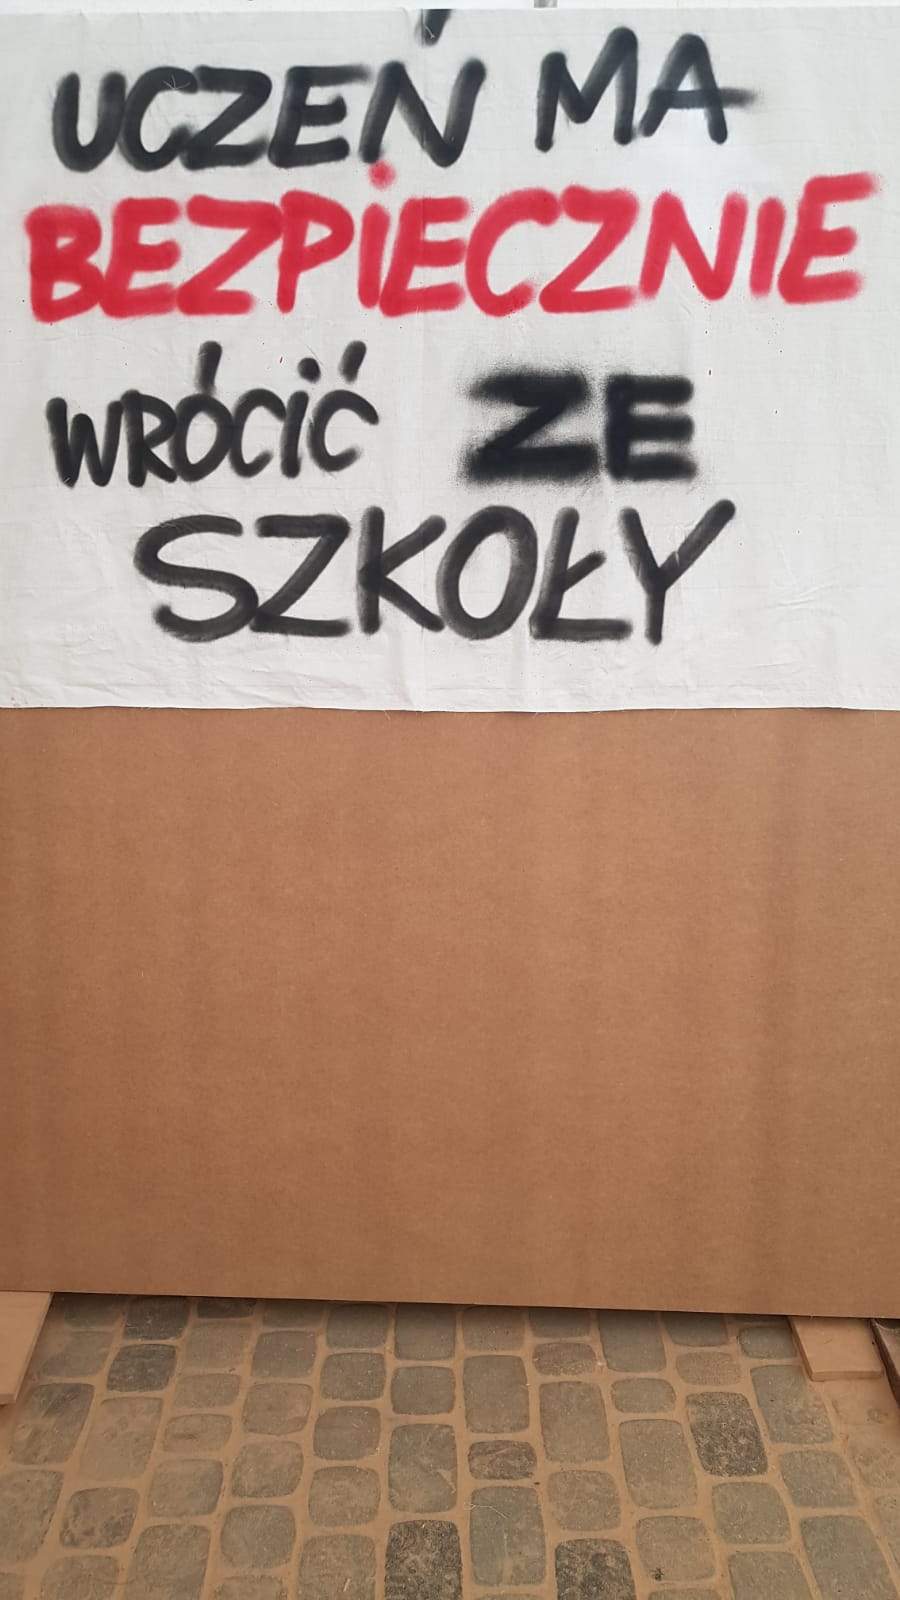 UCZEŃ MA
BEZPIECZNIE
WRÓCIĆ ZE
SZKOŁY